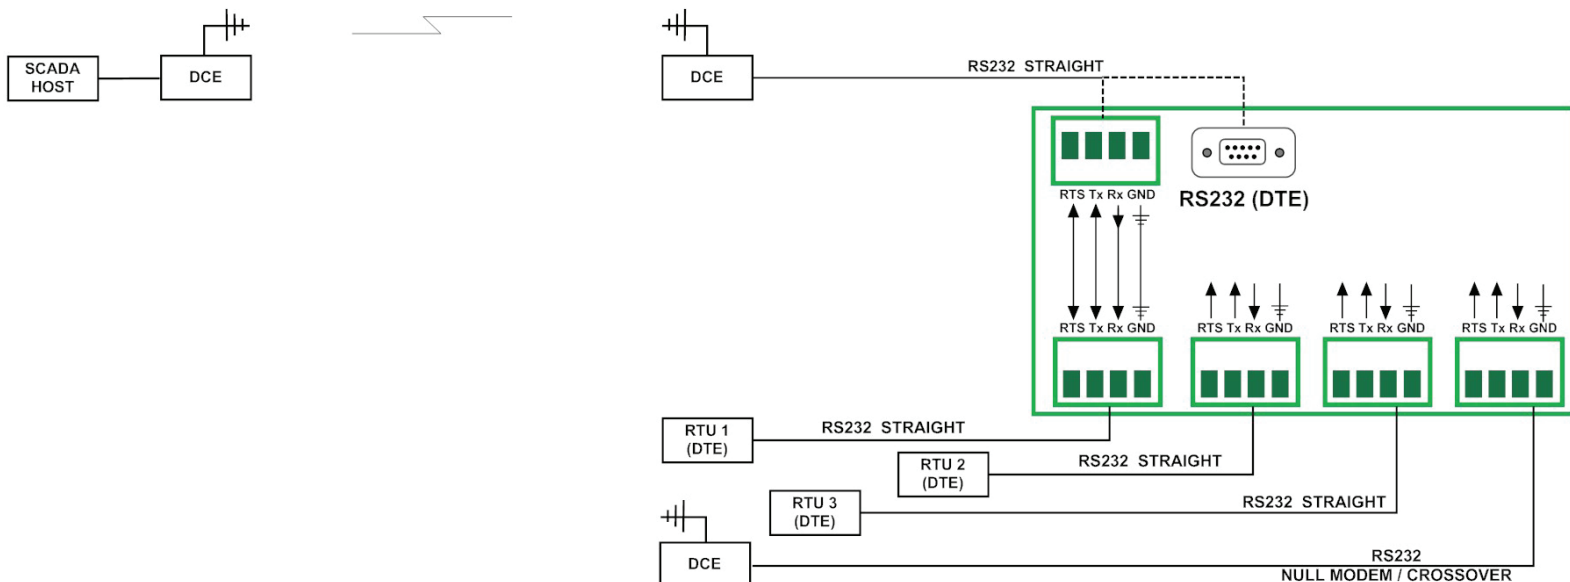 SCADA
HOST
DCE
DCE
RS232 STRAIGHT
RTS Tx Rx GND
RS232 (DTE)
RTS Tx Rx GND
RTS Tx Rx GND
RTS Tx Rx GND
RTS Tx Rx GND
RTU 1
(DTE)
RS232 STRAIGHT
RTU 2
(DTE)
RS232 STRAIGHT
RTU 3
(DTE)
RS232 STRAIGHT
DCE
RS232
NULL MODEM / CROSSOVER